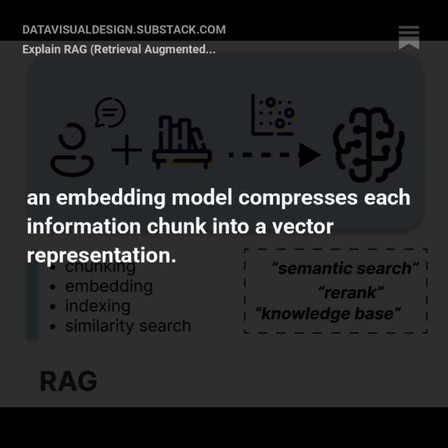 DATAVISUALDESIGN.SUBSTACK.COM
Explain RAG (Retrieval Augmented...
an embedding model compresses each
information chunk into a vector
representation.
• chunking
• embedding
• indexing
• similarity search
“semantic search”
“rerank”
“knowledge base”
RAG